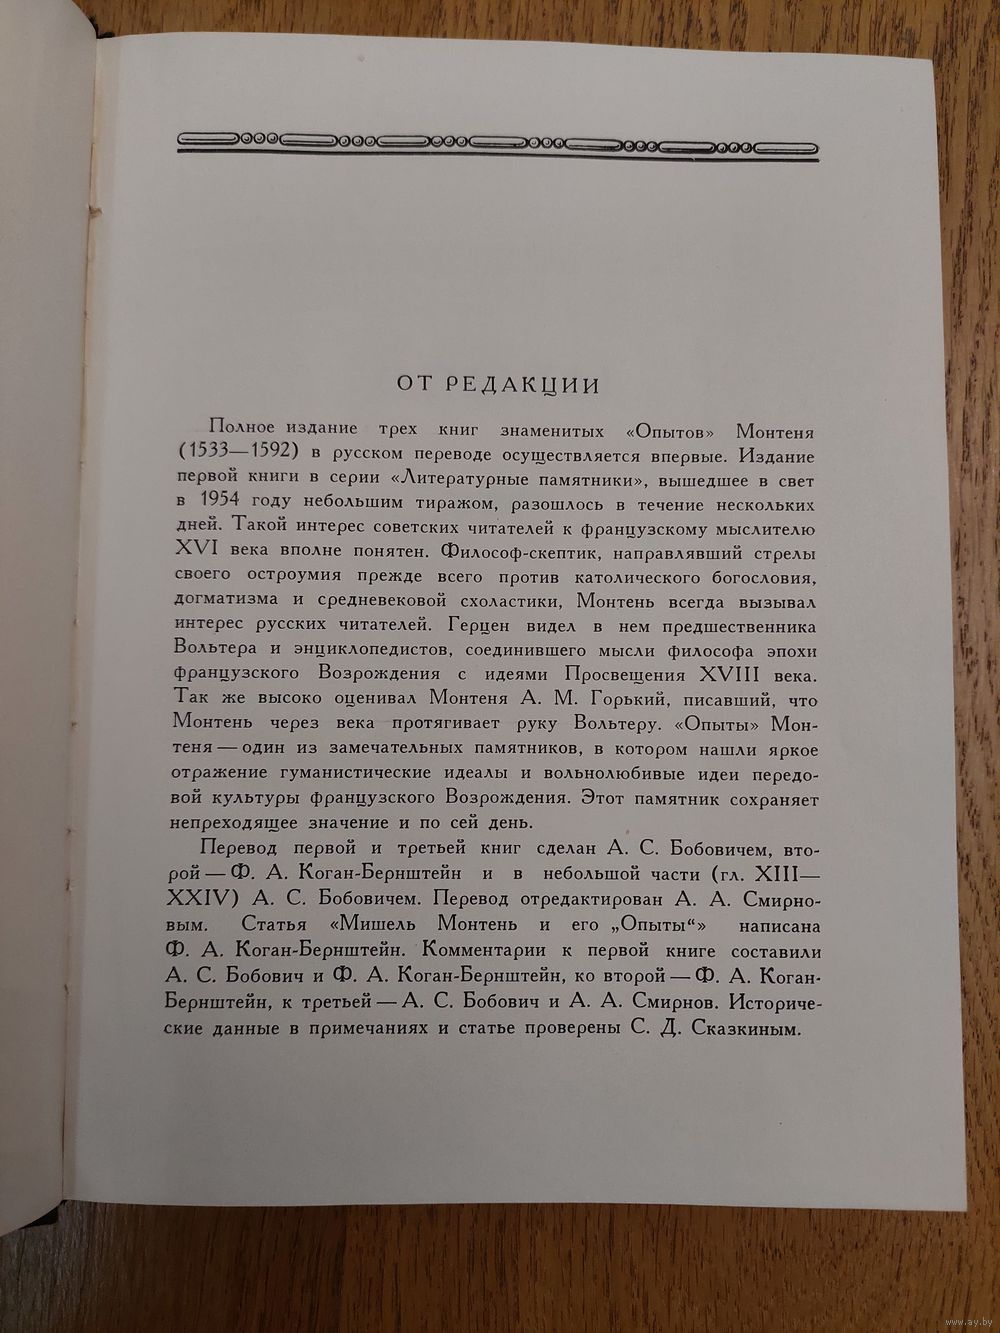 ОТ РЕДАКЦИИ
Полное издание трех книг знаменитых «Опытов» Монтеня
(1533—1592) в русском переводе осуществляется впервые. Издание
первой книги в серии «Литературные памятники», вышедшее в свет
в 1954 году небольшим тиражом, разошлось в течение нескольких
дней. Такой интерес советских читателей к французскому мыслителю
XVI века вполне понятен. Философ-скептик, направлявший стрелы
своего остроумия прежде всего против католического богословия,
догматизма и средневековой схоластики, Монтень всегда вызывал
интерес русских читателей. Герцен видел в нем предшественника
Вольтера и энциклопедистов, соединившего мысли философа эпохи
французского Возрождения с идеями Просвещения XVIII века.
Так же высоко оценивал Монтеня А. М. Горький, писавший, что
Монтень через века протягивает руку Вольтеру. «Опыты» Мон-
теня — один из замечательных памятников, в котором нашли яркое
отражение гуманистические идеалы и вольнолюбивые идеи передо-
вой культуры французского Возрождения. Этот памятник сохраняет
непреходящее значение и по сей день.
Перевод первой и третьей книг сделан А. С. Бобовичем, вто-
рой — Ф. А. Коган-Бернштейн и в небольшой части (гл. XIII—
XXIV) А. С. Бобовичем. Перевод отредактирован А. А. Смирно-
вым. Статья «Мишель Монтень и его „Опыты“» написана
Ф. А. Коган-Бернштейн. Комментарии к первой книге составили
А. С. Бобович и Ф. А. Коган-Бернштейн, ко второй — Ф. А. Коган-
Бернштейн, к третьей — А. С. Бобович и А. А. Смирнов. Историче-
ские данные в примечаниях и статье проверены С. Д. Сказкиным.
www.ay.by